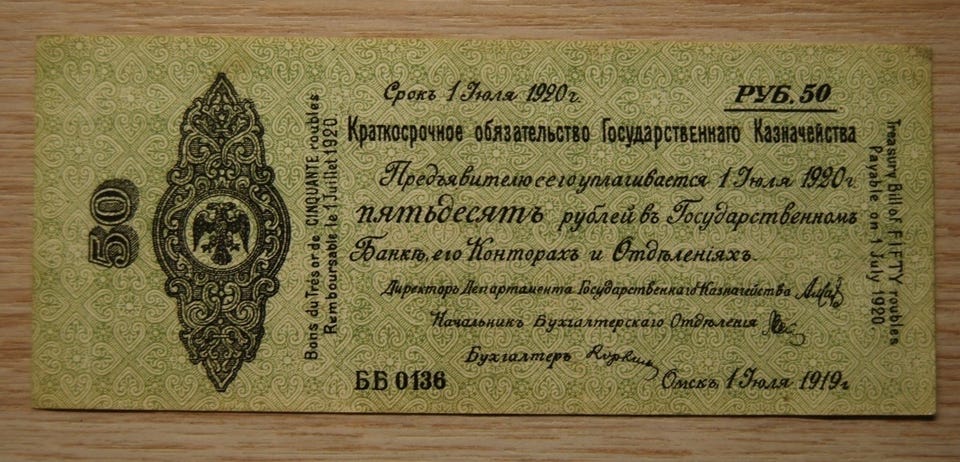 50
Bons du Trésor de CINQUANTE roubles
Remboursable le 1 Juillet 1920
Срокъ 1 Іюля 1920 г.
РУБ. 50
Краткосрочное обязательство Государственнаго Казначейства
Предъявителю сего уплачивается 1 Іюля 1920 г.
пятьдесятъ рублей въ Государственномъ
Банкѣ, его Конторахъ и Отдѣленіяхъ.
Директоръ Департамента Государственнаго Казначейства
Начальникъ Бухгалтерскаго Отдѣленія
Бухгалтеръ
ББ 0136
Омскъ, 1 Іюля 1919 г
Treasury Bill of FIFTY roubles
Payable on 1 July 1920